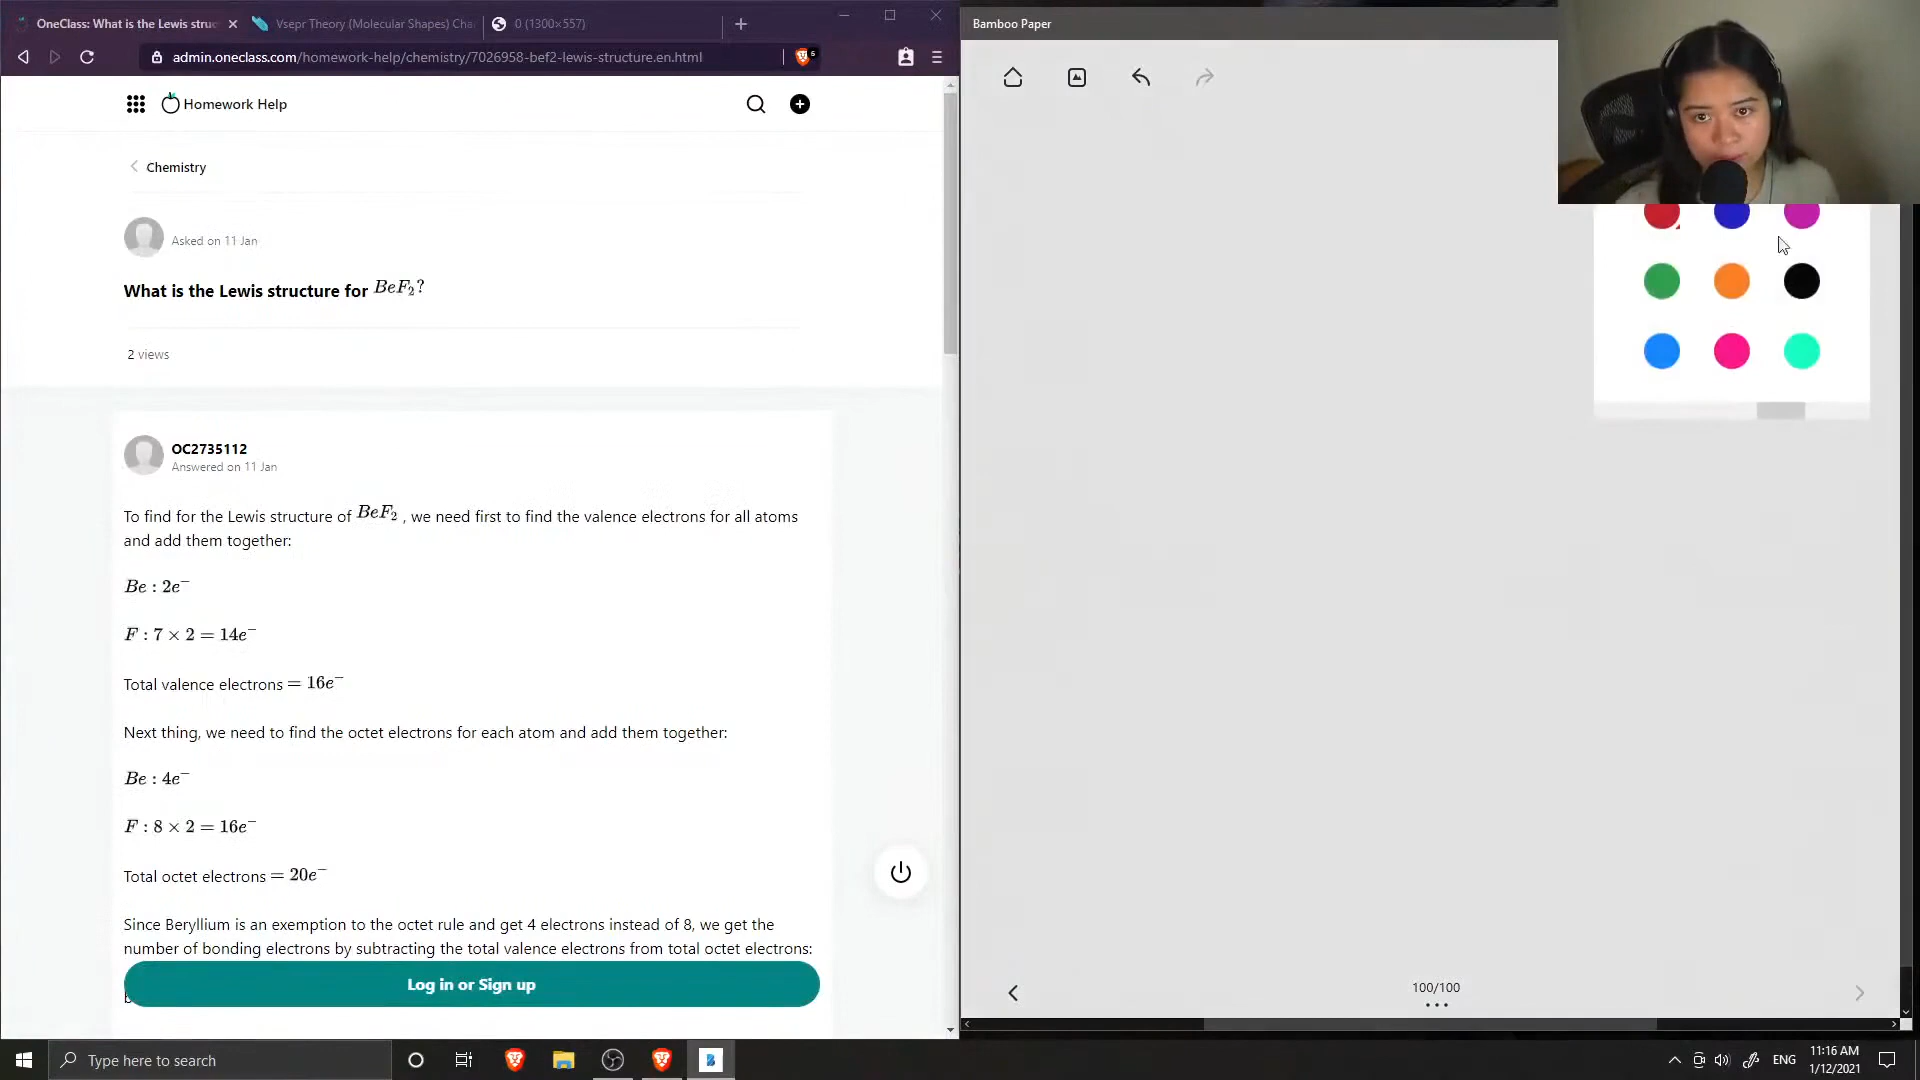 OneClass: What is the Lewis struc
Vsepr Theory (Molecular Shapes) Cha
0 (1300×557)
admin.oneclass.com/homework-help/chemistry/7026958-bef2-lewis-structure.en.html
6
Homework Help
Chemistry
Asked on 11 Jan
What is the Lewis structure for BeF₂?
2 views
OC2735112
Answered on 11 Jan
To find for the Lewis structure of BeF₂ , we need first to find the valence electrons for all atoms
and add them together:
Be : 2e⁻
F : 7 × 2 = 14e⁻
Total valence electrons = 16e⁻
Next thing, we need to find the octet electrons for each atom and add them together:
Be : 4e⁻
F : 8 × 2 = 16e⁻
Total octet electrons = 20e⁻
Since Beryllium is an exemption to the octet rule and get 4 electrons instead of 8, we get the
number of bonding electrons by subtracting the total valence electrons from total octet electrons:
Log in or Sign up
Bamboo Paper
100/100
Type here to search
ENG
11:16 AM
1/12/2021